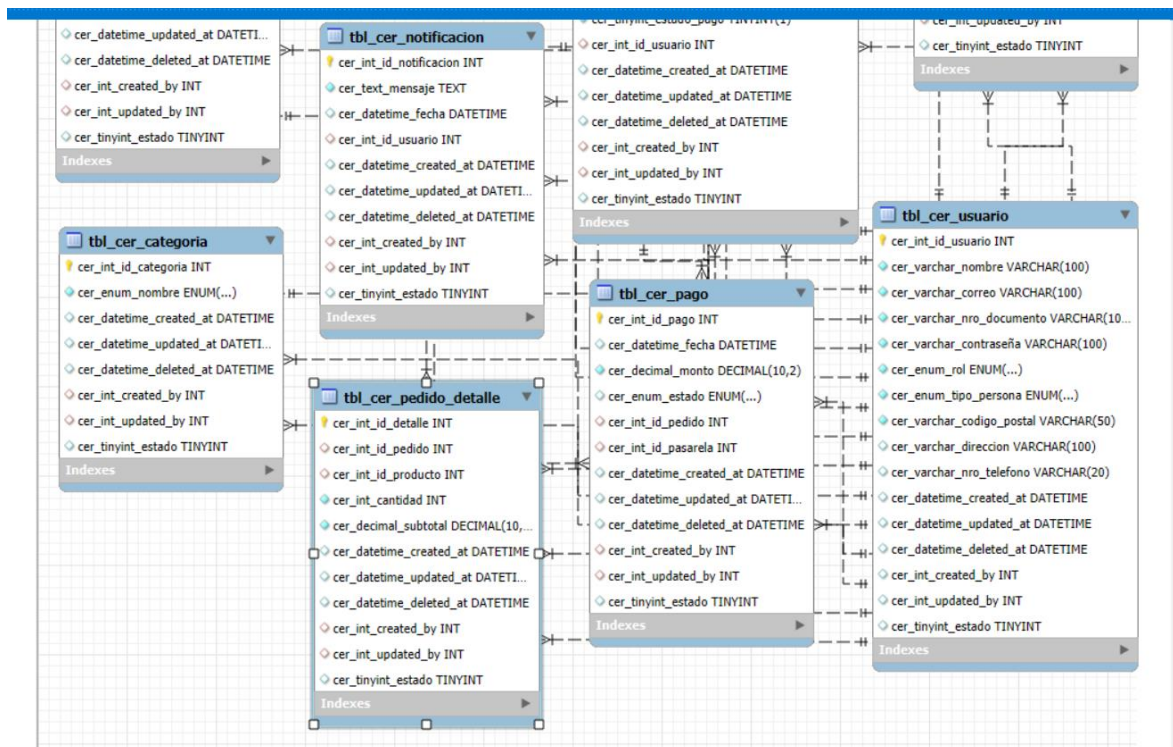 cer_datetime_updated_at DATETI...
cer_datetime_deleted_at DATETIME
cer_int_created_by INT
cer_int_updated_by INT
cer_tinyint_estado TINYINT
Indexes
tbl_cer_notificacion
cer_int_id_notificacion INT
cer_text_mensaje TEXT
cer_datetime_fecha DATETIME
cer_int_id_usuario INT
cer_datetime_created_at DATETIME
cer_datetime_updated_at DATETI...
cer_datetime_deleted_at DATETIME
cer_int_created_by INT
cer_int_updated_by INT
cer_tinyint_estado TINYINT
Indexes
cer_tinyint_estado_pago TINYINT(1)
cer_int_id_usuario INT
cer_datetime_created_at DATETIME
cer_datetime_updated_at DATETIME
cer_datetime_deleted_at DATETIME
cer_int_created_by INT
cer_int_updated_by INT
cer_tinyint_estado TINYINT
Indexes
cer_int_updated_by INT
cer_tinyint_estado TINYINT
Indexes
tbl_cer_categoria
cer_int_id_categoria INT
cer_enum_nombre ENUM(...)
cer_datetime_created_at DATETIME
cer_datetime_updated_at DATETI...
cer_datetime_deleted_at DATETIME
cer_int_created_by INT
cer_int_updated_by INT
cer_tinyint_estado TINYINT
Indexes
tbl_cer_pedido_detalle
cer_int_id_detalle INT
cer_int_id_pedido INT
cer_int_id_producto INT
cer_int_cantidad INT
cer_decimal_subtotal DECIMAL(10,...
cer_datetime_created_at DATETIME
cer_datetime_updated_at DATETI...
cer_datetime_deleted_at DATETIME
cer_int_created_by INT
cer_int_updated_by INT
cer_tinyint_estado TINYINT
Indexes
tbl_cer_pago
cer_int_id_pago INT
cer_datetime_fecha DATETIME
cer_decimal_monto DECIMAL(10,2)
cer_enum_estado ENUM(...)
cer_int_id_pedido INT
cer_int_id_pasarela INT
cer_datetime_created_at DATETIME
cer_datetime_updated_at DATETI...
cer_datetime_deleted_at DATETIME
cer_int_created_by INT
cer_int_updated_by INT
cer_tinyint_estado TINYINT
Indexes
tbl_cer_usuario
cer_int_id_usuario INT
cer_varchar_nombre VARCHAR(100)
cer_varchar_correo VARCHAR(100)
cer_varchar_nro_documento VARCHAR(10...
cer_varchar_contraseña VARCHAR(100)
cer_enum_rol ENUM(...)
cer_enum_tipo_persona ENUM(...)
cer_varchar_codigo_postal VARCHAR(50)
cer_varchar_direccion VARCHAR(100)
cer_varchar_nro_telefono VARCHAR(20)
cer_datetime_created_at DATETIME
cer_datetime_updated_at DATETIME
cer_datetime_deleted_at DATETIME
cer_int_created_by INT
cer_int_updated_by INT
cer_tinyint_estado TINYINT
Indexes